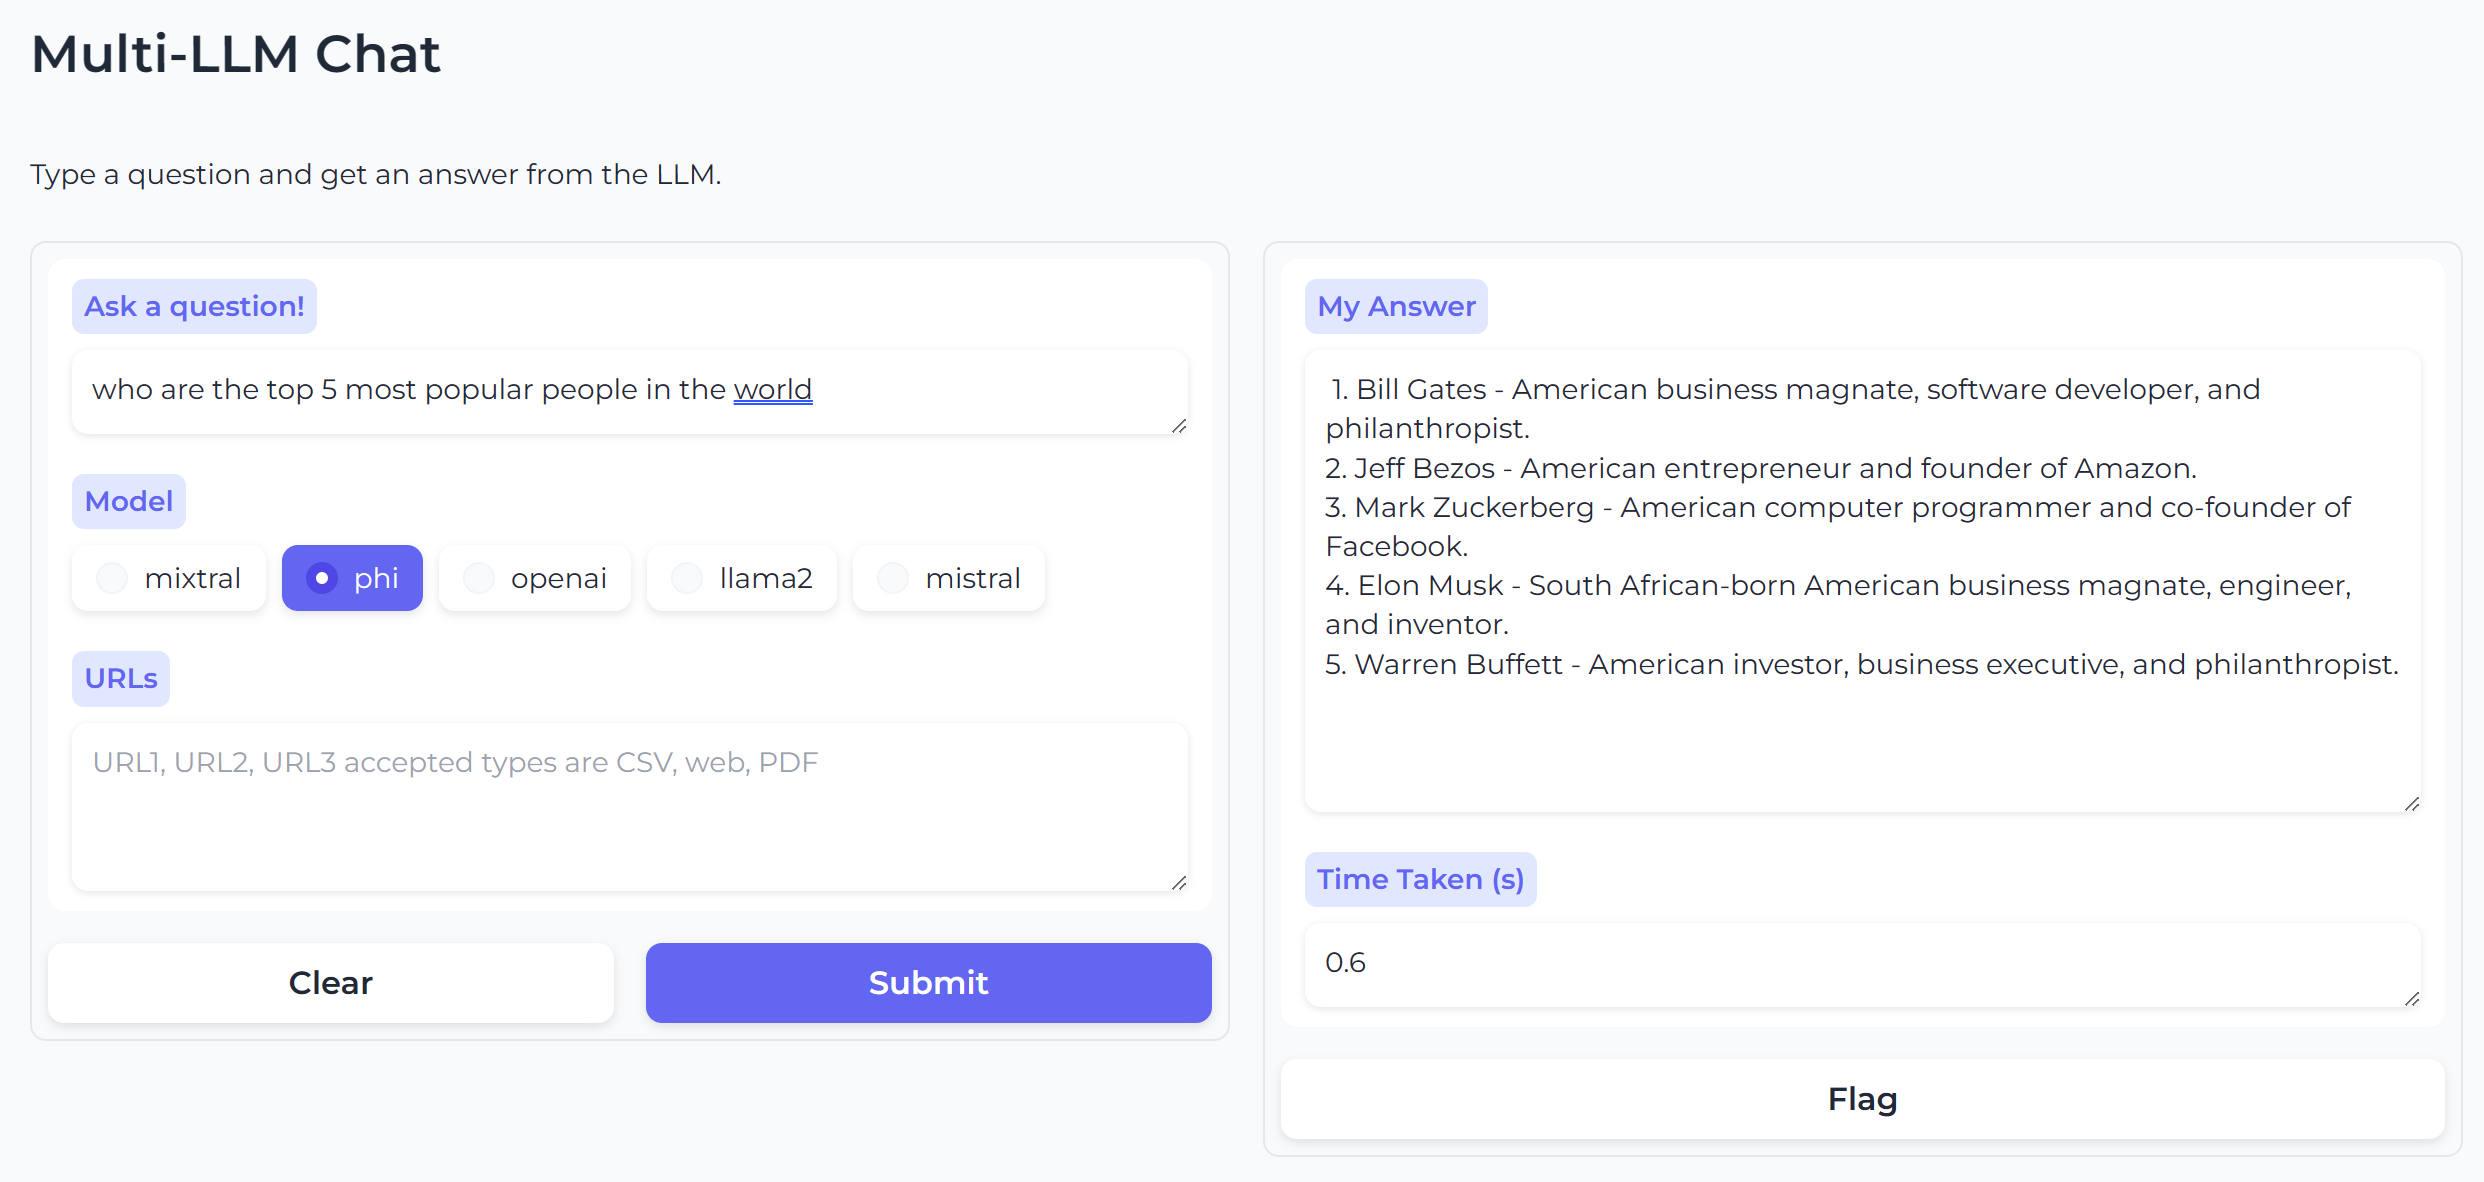 Multi-LLM Chat
Type a question and get an answer from the LLM.
Ask a question!
who are the top 5 most popular people in the world
Model
mixtral
phi
openai
llama2
mistral
URLs
URL1, URL2, URL3 accepted types are CSV, web, PDF
Clear
Submit
My Answer
1. Bill Gates - American business magnate, software developer, and
philanthropist.
2. Jeff Bezos - American entrepreneur and founder of Amazon.
3. Mark Zuckerberg - American computer programmer and co-founder of
Facebook.
4. Elon Musk - South African-born American business magnate, engineer,
and inventor.
5. Warren Buffett - American investor, business executive, and philanthropist.
Time Taken (s)
0.6
Flag